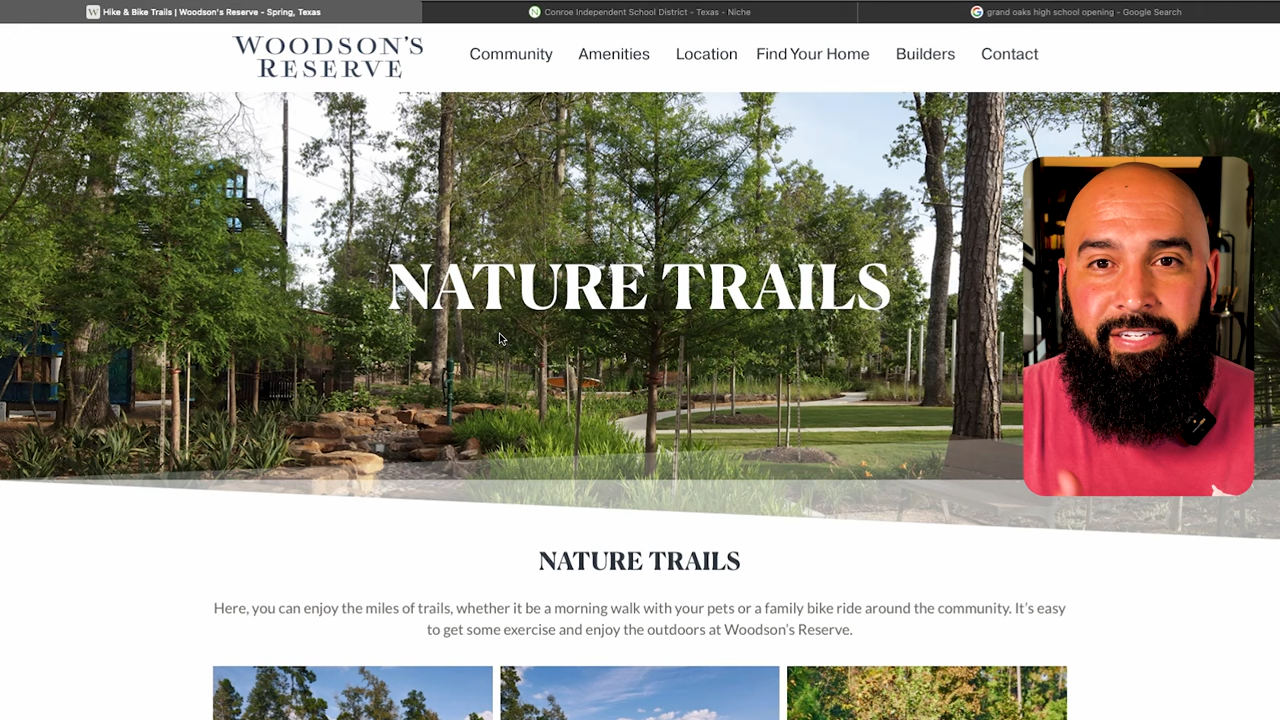 Hike & Bike Trails | Woodson's Reserve - Spring, Texas
Conroe Independent School District - Texas - Niche
grand oaks high school opening - Google Search
WOODSON'S
RESERVE
Community
Amenities
Location
Find Your Home
Builders
Contact
NATURE TRAILS
NATURE TRAILS
Here, you can enjoy the miles of trails, whether it be a morning walk with your pets or a family bike ride around the community. It's easy
to get some exercise and enjoy the outdoors at Woodson's Reserve.